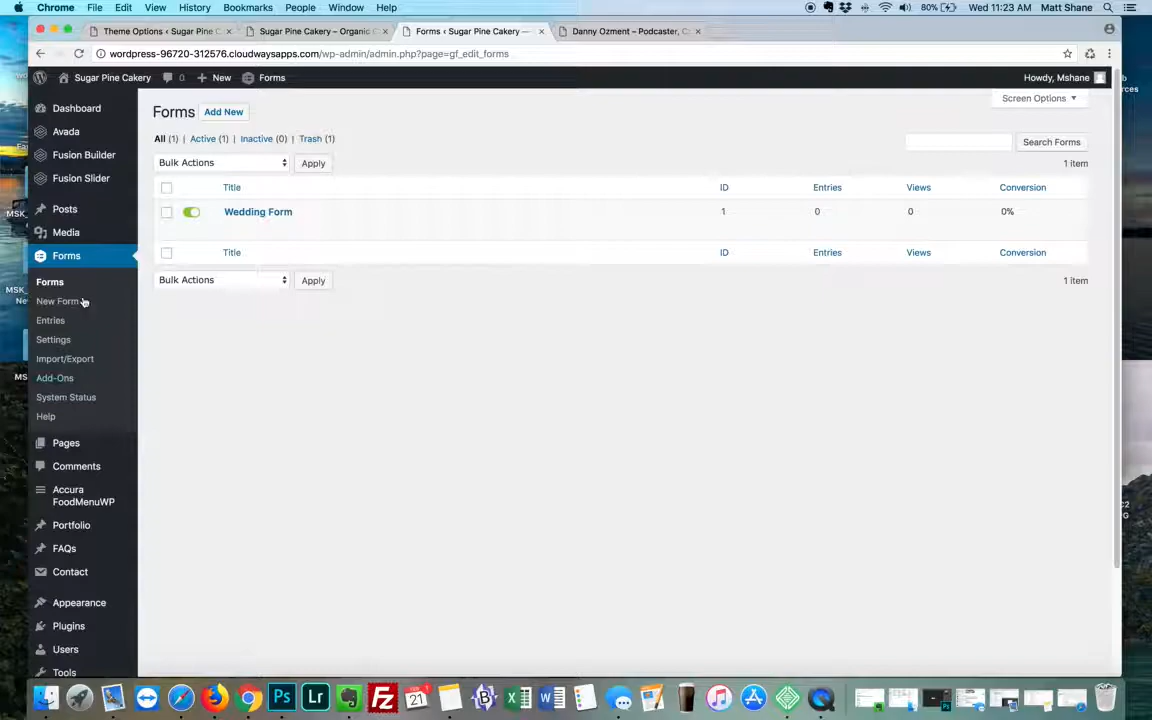 Chrome File Edit View History Bookmarks People Window Help 80% Wed 11:23 AM Matt Shane
Theme Options ‹ Sugar Pine C Sugar Pine Cakery – Organic C Forms ‹ Sugar Pine Cakery — Danny Ozment – Podcaster, C
wordpress-96720-312576.cloudwaysapps.com/wp-admin/admin.php?page=gf_edit_forms
Sugar Pine Cakery 0 New Forms Howdy, Mshane
Screen Options
Dashboard
Avada
Fusion Builder
Fusion Slider
Posts
Media
Forms
Forms
New Form
Entries
Settings
Import/Export
Add-Ons
System Status
Help
Pages
Comments
Accura
FoodMenuWP
Portfolio
FAQs
Contact
Appearance
Plugins
Users
Tools
Forms Add New
All (1) | Active (1) | Inactive (0) | Trash (1)
Search Forms
Bulk Actions Apply 1 item
Title ID Entries Views Conversion
Wedding Form 1 0 0 0%
Title ID Entries Views Conversion
Bulk Actions Apply 1 item
Ps Lr Fz 21